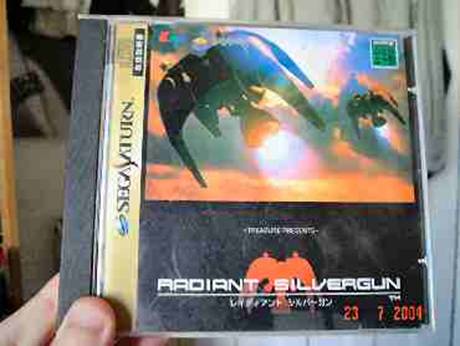 SEGA SATURN
-TREASURE PRESENTS-
RADIANT SILVERGUN
TM
レイディアント シルバーガン
23 7 2004